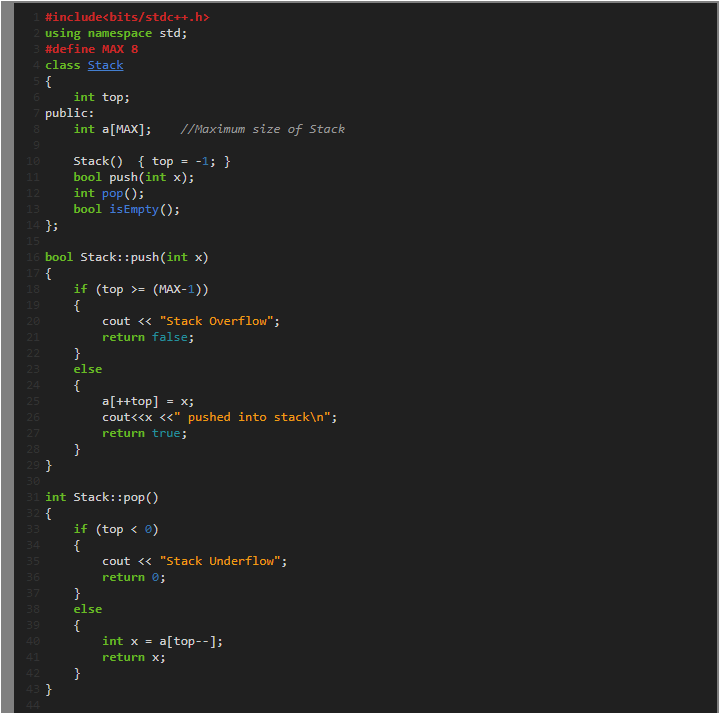 1 #include<bits/stdc++.h>
2 using namespace std;
3 #define MAX 8
4 class Stack
5 {
6     int top;
7 public:
8     int a[MAX];    //Maximum size of Stack
9
10     Stack()  { top = -1; }
11     bool push(int x);
12     int pop();
13     bool isEmpty();
14 };
15
16 bool Stack::push(int x)
17 {
18     if (top >= (MAX-1))
19     {
20         cout << "Stack Overflow";
21         return false;
22     }
23     else
24     {
25         a[++top] = x;
26         cout<<x <<" pushed into stack\n";
27         return true;
28     }
29 }
30
31 int Stack::pop()
32 {
33     if (top < 0)
34     {
35         cout << "Stack Underflow";
36         return 0;
37     }
38     else
39     {
40         int x = a[top--];
41         return x;
42     }
43 }
44